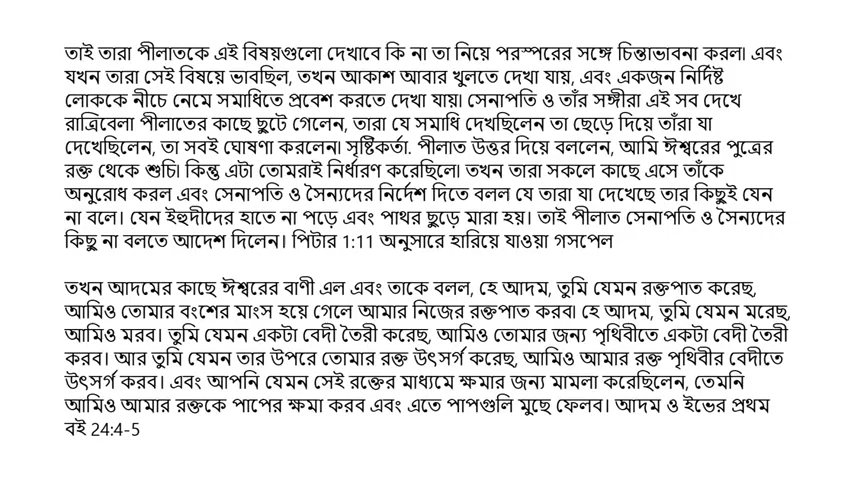 তাই তারা পীলাতকে এই বিষয়গুলো দেখাবে কি না তা নিয়ে পরস্পরের সঙ্গে চিন্তাভাবনা করল। এবং
যখন তারা সেই বিষয়ে ভাবছিল, তখন আকাশ আবার খুলতে দেখা যায়, এবং একজন নির্দিষ্ট
লোককে নীচে নেমে সমাধিতে প্রবেশ করতে দেখা যায়। সেনাপতি ও তাঁর সঙ্গীরা এই সব দেখে
রাত্রিবেলা পীলাতের কাছে ছুটে গেলেন, তারা যে সমাধি দেখছিলেন তা ছেড়ে দিয়ে তাঁরা যা
দেখেছিলেন, তা সবই ঘোষণা করলেন। সৃষ্টিকর্তা. পীলাত উত্তর দিয়ে বললেন, আমি ঈশ্বরের পুত্রের
রক্ত থেকে শুচি। কিন্তু এটা তোমরাই নির্ধারণ করেছিলে। তখন তারা সকলে কাছে এসে তাঁকে
অনুরোধ করল এবং সেনাপতি ও সৈন্যদের নির্দেশ দিতে বলল যে তারা যা দেখেছে তার কিছুই যেন
না বলে। যেন ইহুদীদের হাতে না পড়ে এবং পাথর ছুড়ে মারা হয়। তাই পীলাত সেনাপতি ও সৈন্যদের
কিছু না বলতে আদেশ দিলেন। পিটার 1:11 অনুসারে হারিয়ে যাওয়া গসপেল

তখন আদমের কাছে ঈশ্বরের বাণী এল এবং তাকে বলল, হে আদম, তুমি যেমন রক্তপাত করেছ,
আমিও তোমার বংশের মাংস হয়ে গেলে আমার নিজের রক্তপাত করব। হে আদম, তুমি যেমন মরেছ,
আমিও মরব। তুমি যেমন একটা বেদী তৈরী করেছ, আমিও তোমার জন্য পৃথিবীতে একটা বেদী তৈরী
করব। আর তুমি যেমন তার উপরে তোমার রক্ত উৎসর্গ করেছ, আমিও আমার রক্ত পৃথিবীর বেদীতে
উৎসর্গ করব। এবং আপনি যেমন সেই রক্তের মাধ্যমে ক্ষমার জন্য মামলা করেছিলেন, তেমনি
আমিও আমার রক্তকে পাপের ক্ষমা করব এবং এতে পাপগুলি মুছে ফেলব। আদম ও ইভের প্রথম
বই 24:4-5